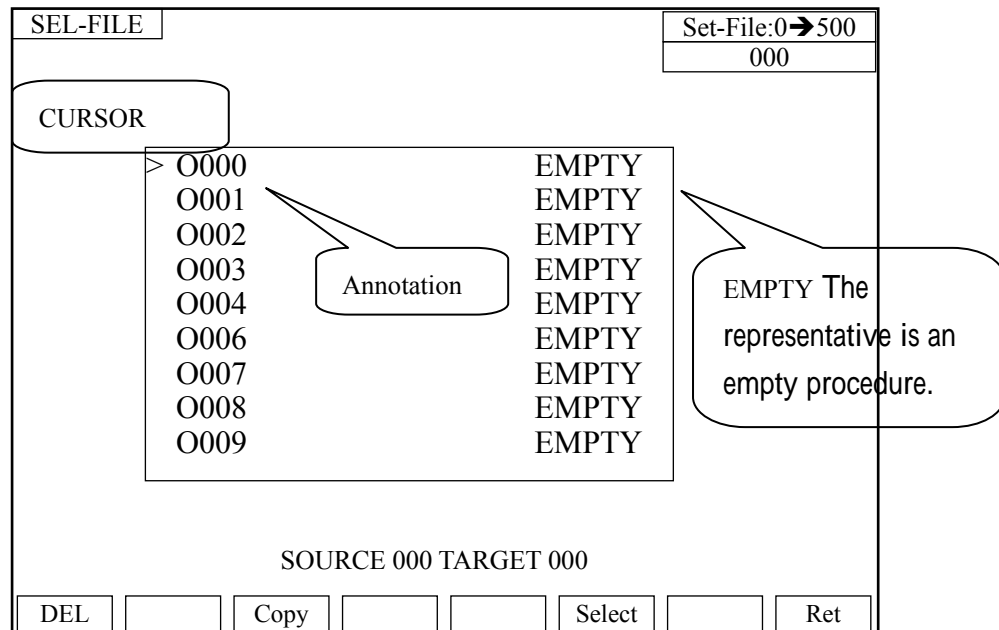 SEL-FILE
Set-File:0➔500
000
CURSOR
> O000 EMPTY
O001 EMPTY
O002 EMPTY
O003 EMPTY
O004 EMPTY
O006 EMPTY
O007 EMPTY
O008 EMPTY
O009 EMPTY
Annotation
EMPTY The
representative is an
empty procedure.
SOURCE 000 TARGET 000
DEL Copy Select Ret